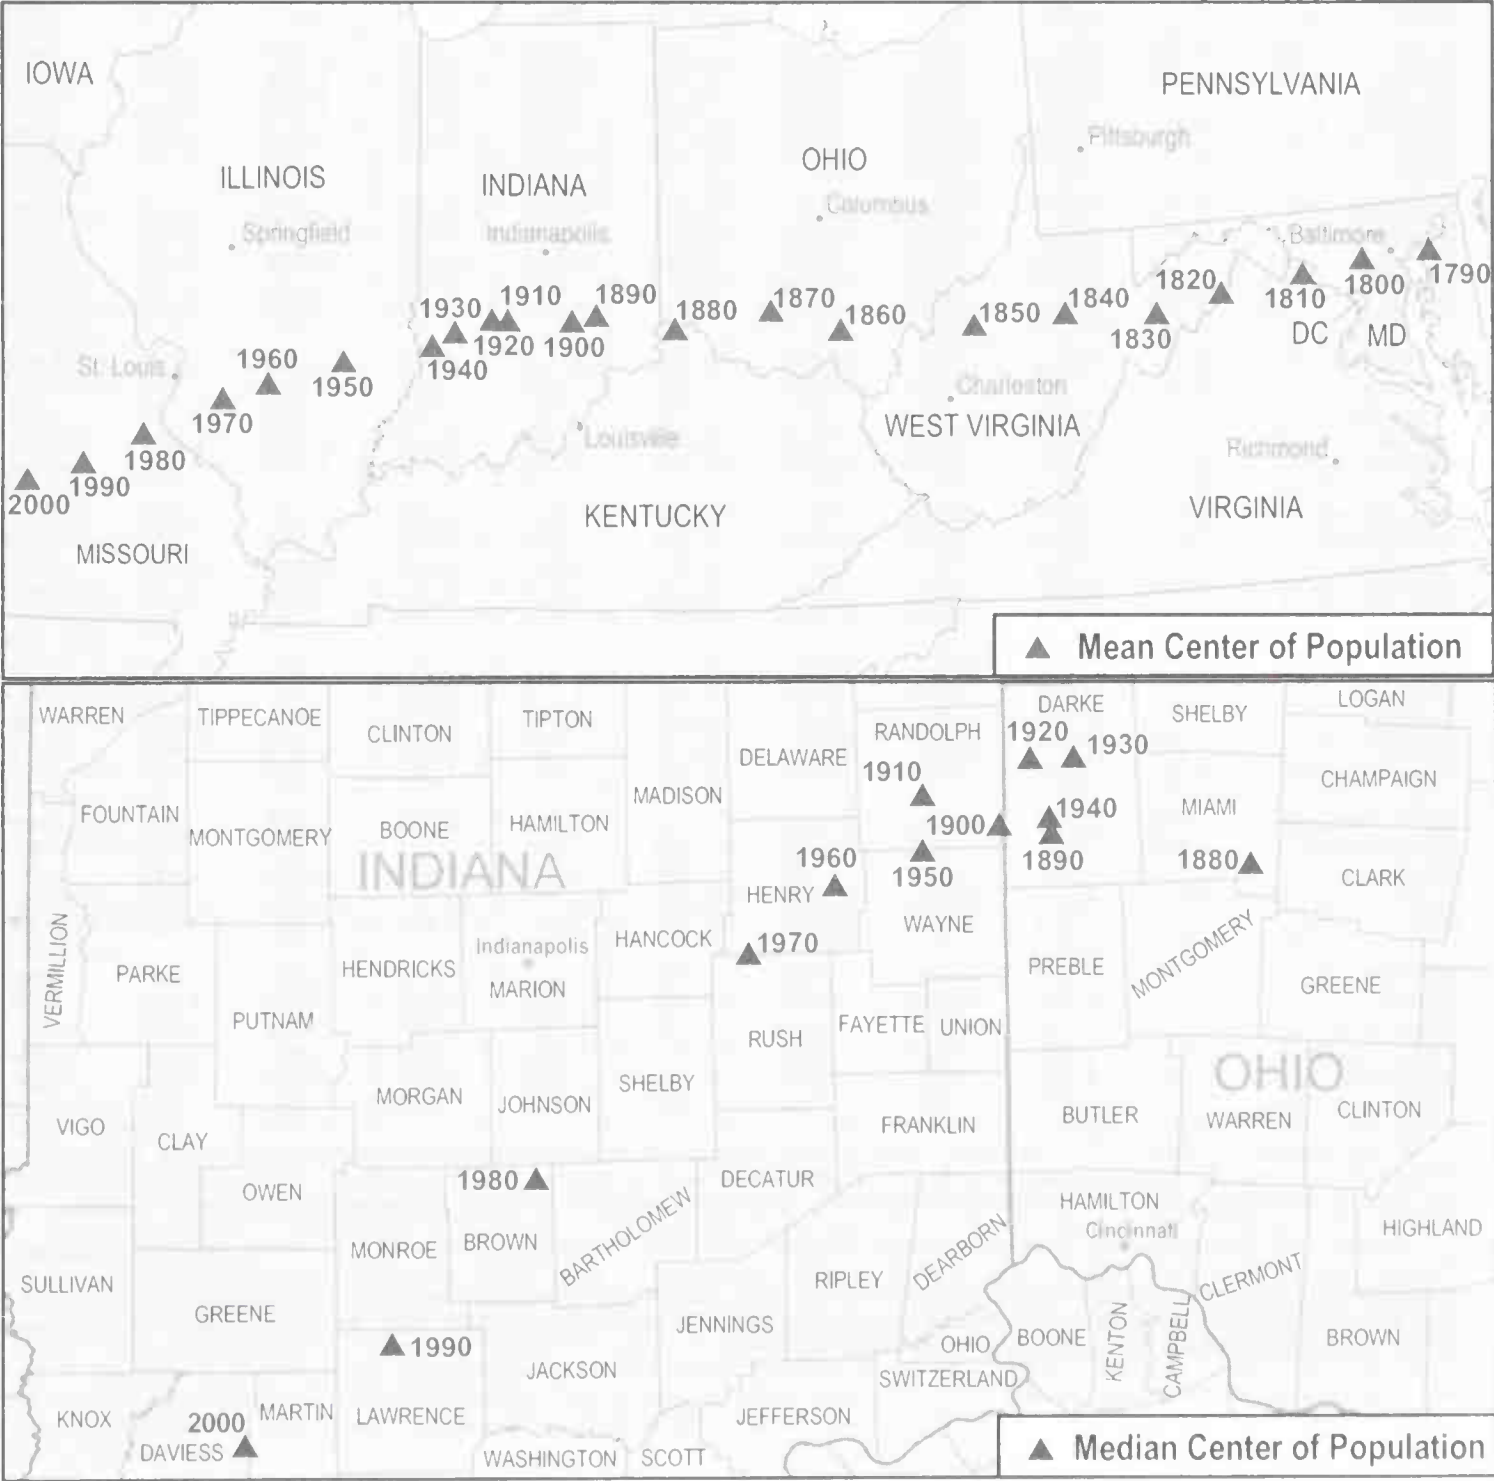 IOWA
PENNSYLVANIA
Pittsburgh
OHIO
ILLINOIS
INDIANA
Columbus
Springfield
Indianapolis
Baltimore
1790
1800
1810
1820
1830
1840
1850
1860
1870
1880
1890
1900
1910
1920
1930
1940
1950
1960
1970
1980
1990
2000
DC
MD
St. Louis
Charleston
WEST VIRGINIA
Louisville
Richmond
KENTUCKY
VIRGINIA
MISSOURI
Mean Center of Population
WARREN
TIPPECANOE
CLINTON
TIPTON
DARKE
SHELBY
LOGAN
RANDOLPH
1920
1930
DELAWARE
1910
MADISON
CHAMPAIGN
FOUNTAIN
MONTGOMERY
BOONE
HAMILTON
MIAMI
1900
1940
INDIANA
1960
1950
1890
1880
CLARK
HENRY
WAYNE
VERMILLION
PARKE
HENDRICKS
Indianapolis
MARION
HANCOCK
1970
PREBLE
MONTGOMERY
GREENE
PUTNAM
RUSH
FAYETTE
UNION
OHIO
MORGAN
JOHNSON
SHELBY
VIGO
CLAY
FRANKLIN
BUTLER
WARREN
CLINTON
OWEN
1980
DECATUR
HAMILTON
Cincinnati
MONROE
BROWN
BARTHOLOMEW
DEARBORN
HIGHLAND
SULLIVAN
RIPLEY
CLERMONT
GREENE
JENNINGS
1990
OHIO
BOONE
KENTON
CAMPBELL
BROWN
JACKSON
SWITZERLAND
KNOX
2000
MARTIN
LAWRENCE
JEFFERSON
DAVIESS
WASHINGTON
SCOTT
Median Center of Population